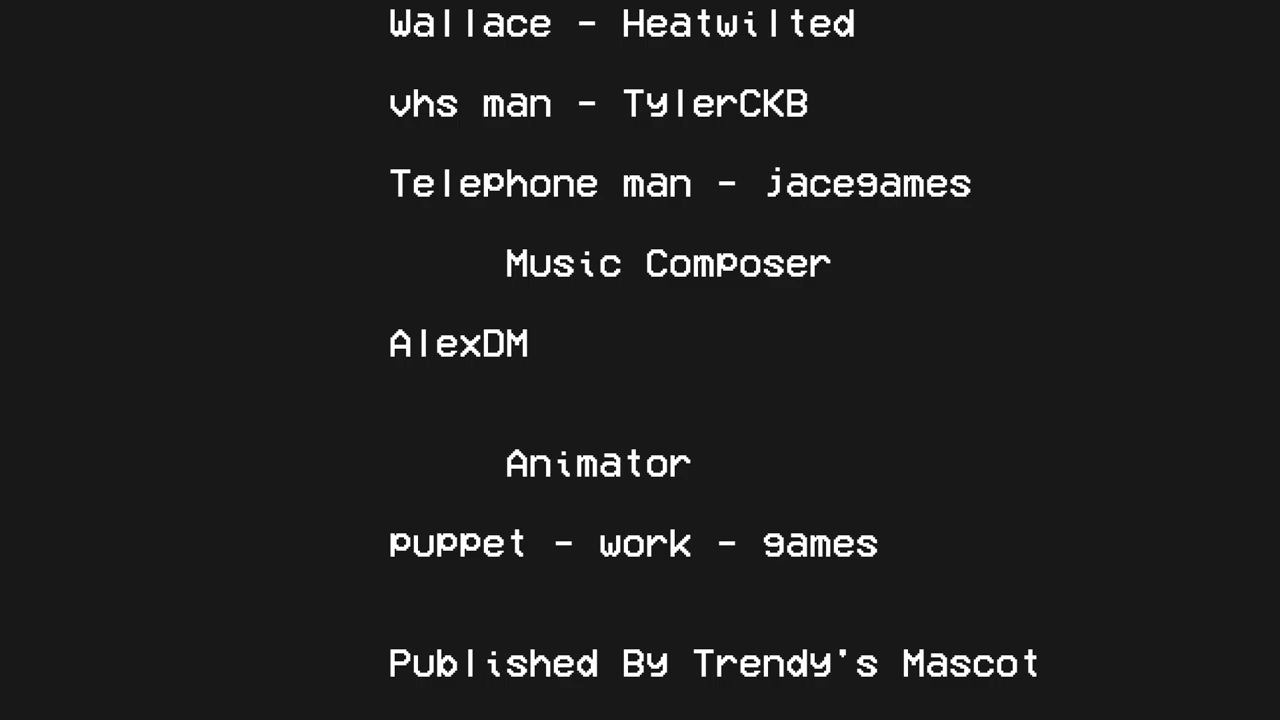 Wallace - Heatwilted
vhs man - TylerCKB
Telephone man - jacegames
Music Composer
AlexDM
Animator
puppet - work - games
Published By Trendy's Mascot